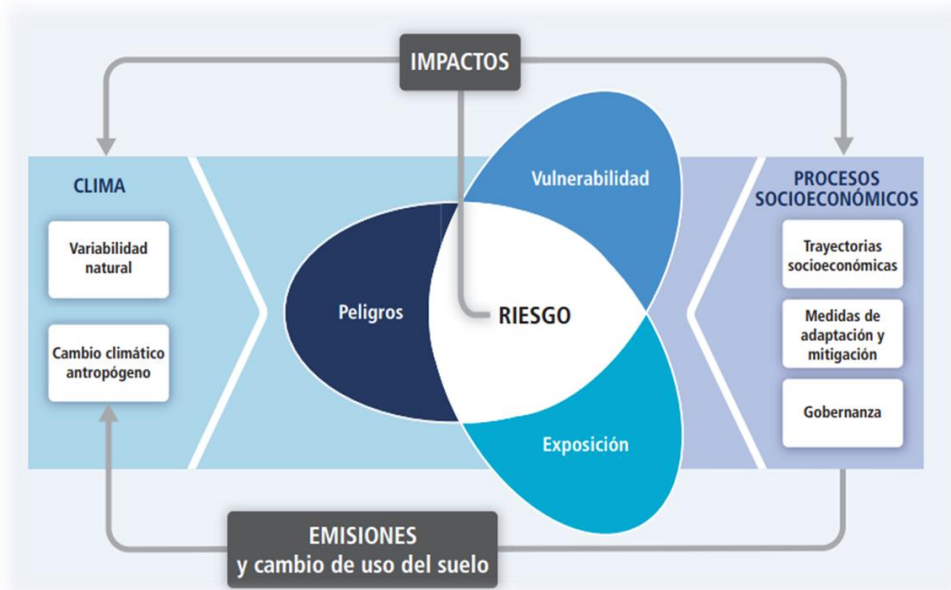 IMPACTOS
CLIMA
Variabilidad
natural
Cambio climático
antropógeno
Vulnerabilidad
Peligros
RIESGO
Exposición
PROCESOS
SOCIOECONÓMICOS
Trayectorias
socioeconómicas
Medidas de
adaptación y
mitigación
Gobernanza
EMISIONES
y cambio de uso del suelo